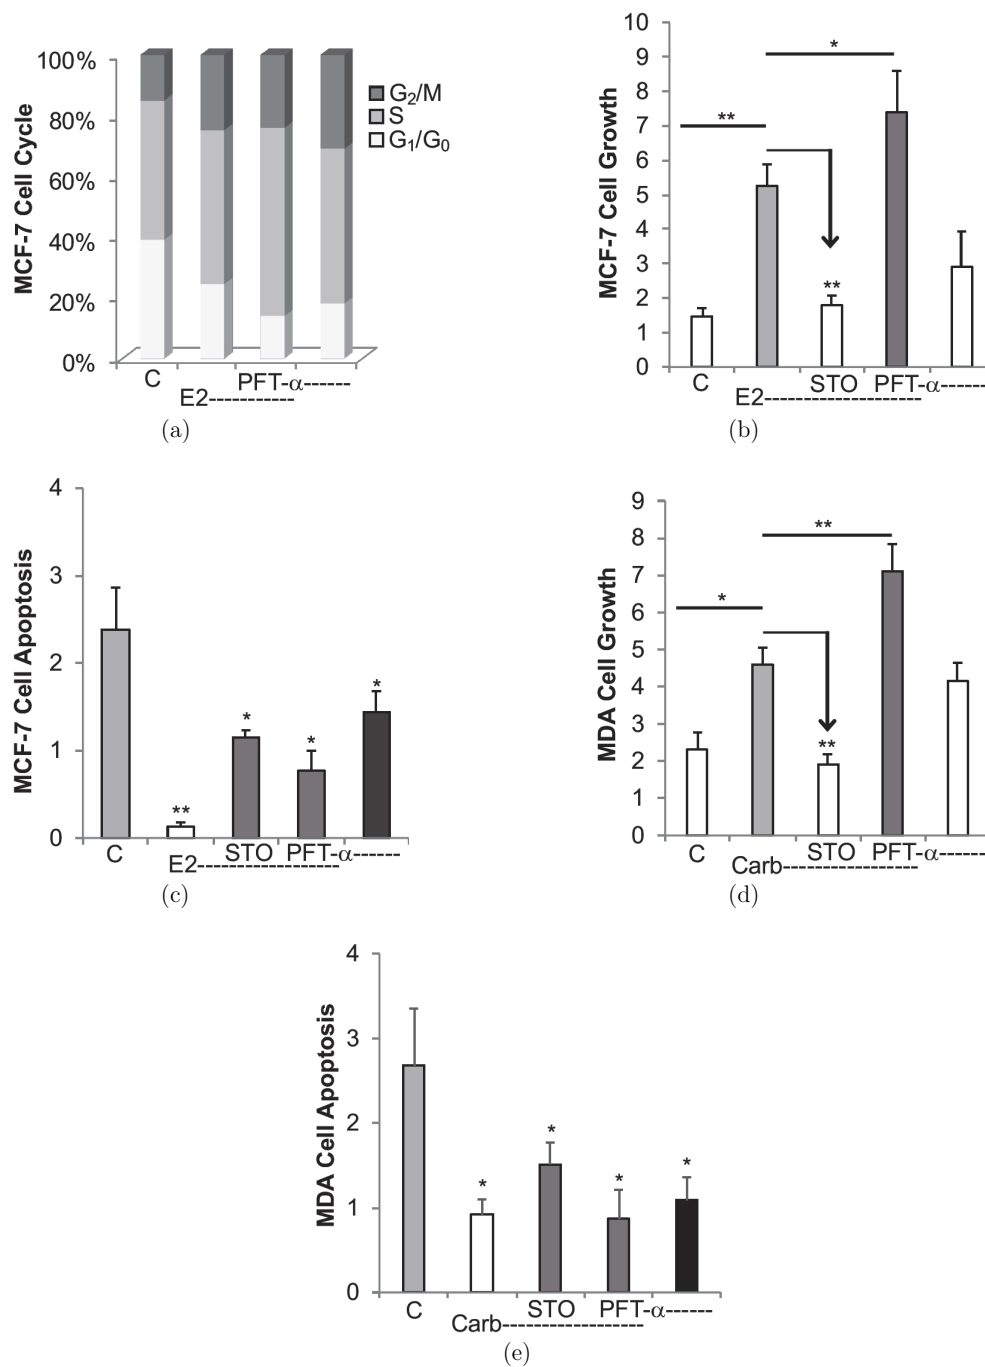 MCF-7 Cell Cycle
100%
80%
60%
40%
20%
0%
G2/M
S
G1/G0
C
PFT-α------
E2-----------
(a)
MCF-7 Cell Growth
10
9
8
7
6
5
4
3
2
1
0
*
**
**
C
STO
PFT-α------
E2--------------------
(b)
MCF-7 Cell Apoptosis
4
3
2
1
0
**
*
*
*
C
STO
PFT-α------
E2--------------------
(c)
MDA Cell Growth
9
8
7
6
5
4
3
2
1
0
**
*
**
C
STO
PFT-α------
Carb-----------------
(d)
MDA Cell Apoptosis
4
3
2
1
0
*
*
*
*
C
STO
PFT-α------
Carb-----------------
(e)